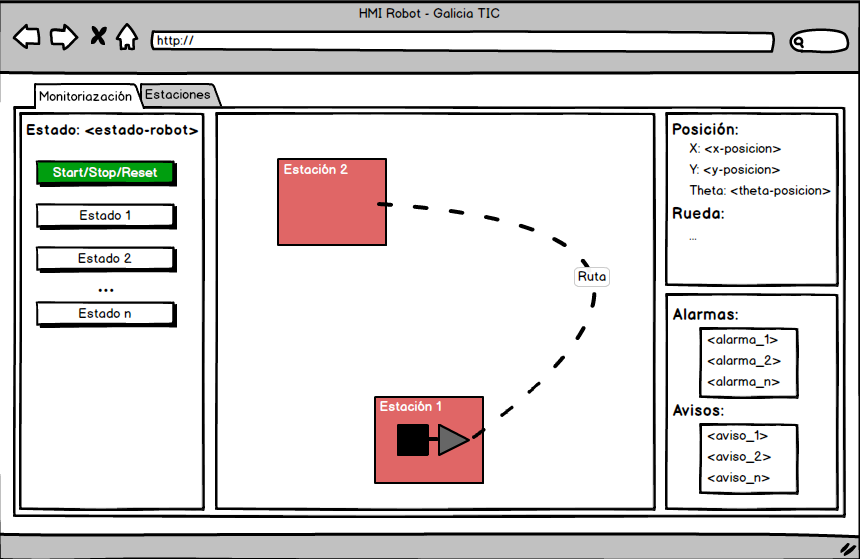 HMI Robot - Galicia TIC
http://
Monitoriazación
Estaciones
Estado: <estado-robot>
Start/Stop/Reset
Estado 1
Estado 2
...
Estado n
Estación 2
Ruta
Estación 1
Posición:
X: <x-posicion>
Y: <y-posicion>
Theta: <theta-posicion>
Rueda:
...
Alarmas:
<alarma_1>
<alarma_2>
<alarma_n>
Avisos:
<aviso_1>
<aviso_2>
<aviso_n>